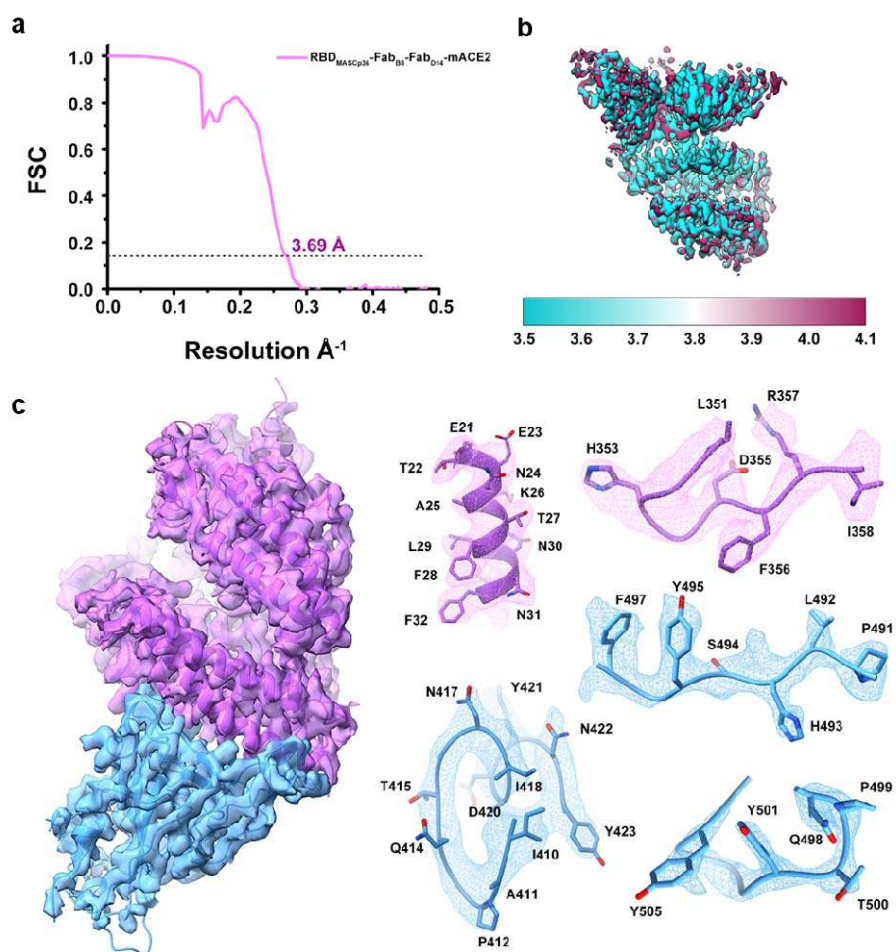 a
RBD_MASCp36-Fab_B8-Fab_D14-mACE2
FSC
1.0
0.8
0.6
0.4
0.2
0.0
3.69 Å
0.0 0.1 0.2 0.3 0.4 0.5
Resolution Å-1
b
3.5 3.6 3.705 3.8 3.9 4.0 4.1
c
E21
E23
T22
N24
K26
A25
T27
L29
N30
F28
F32
N31
L351
R357
H353
D355
I358
F356
Y495
F497
L492
S494
P491
H493
N417
Y421
N422
T415
I418
D420
Q414
I410
Y423
A411
P412
P499
Y501
Q498
Y505
T500